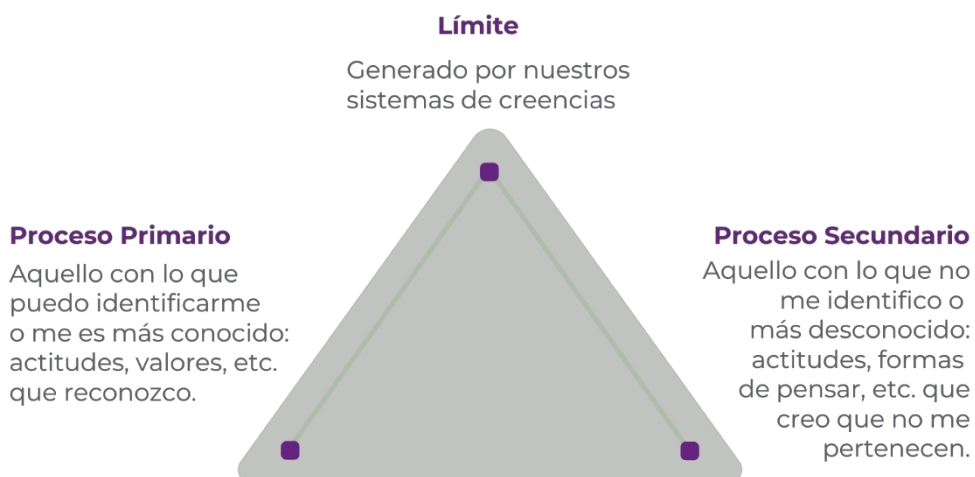 Límite
Generado por nuestros
sistemas de creencias
Proceso Primario
Aquello con lo que
puedo identificarme
o me es más conocido:
actitudes, valores, etc.
que reconozco.
Proceso Secundario
Aquello con lo que no
me identifico o
más desconocido:
actitudes, formas
de pensar, etc. que
creo que no me
pertenecen.